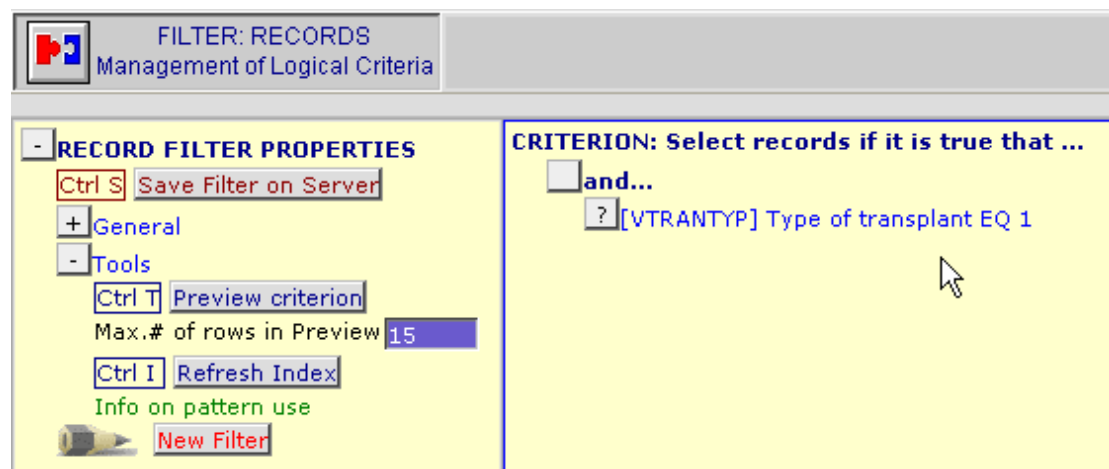 FILTER: RECORDS
Management of Logical Criteria
- RECORD FILTER PROPERTIES
Ctrl S Save Filter on Server
+ General
- Tools
Ctrl T Preview criterion
Max.# of rows in Preview 15
Ctrl I Refresh Index
Info on pattern use
New Filter
CRITERION: Select records if it is true that ...
and...
? [VTRANTYP] Type of transplant EQ 1